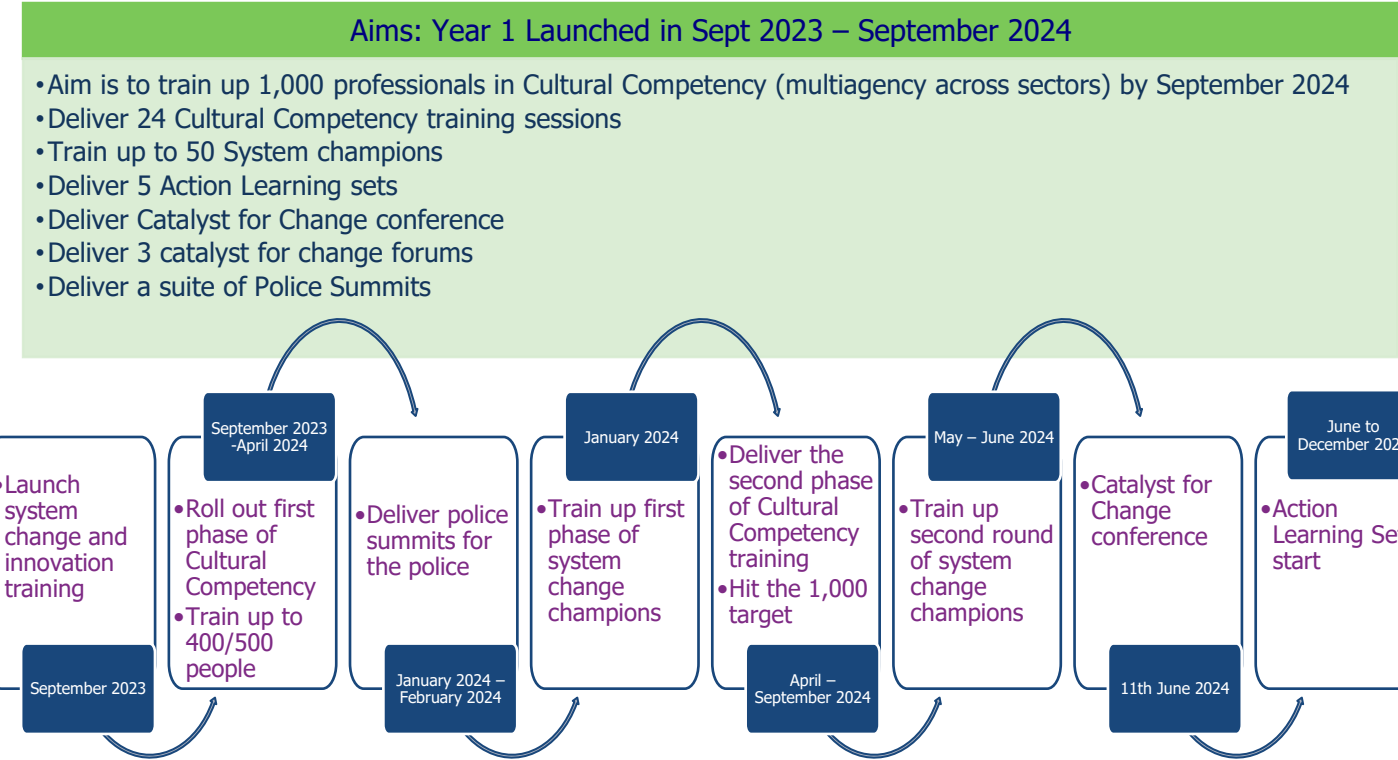 Aims: Year 1 Launched in Sept 2023 – September 2024
•Aim is to train up 1,000 professionals in Cultural Competency (multiagency across sectors) by September 2024
•Deliver 24 Cultural Competency training sessions
•Train up to 50 System champions
•Deliver 5 Action Learning sets
•Deliver Catalyst for Change conference
•Deliver 3 catalyst for change forums
•Deliver a suite of Police Summits
•Launch
system
change and
innovation
training
September 2023
September 2023
-April 2024
•Roll out first
phase of
Cultural
Competency
•Train up to
400/500
people
•Deliver police
summits for
the police
January 2024 –
February 2024
January 2024
•Train up first
phase of
system
change
champions
•Deliver the
second phase
of Cultural
Competency
training
•Hit the 1,000
target
April –
September 2024
May – June 2024
•Train up
second round
of system
change
champions
•Catalyst for
Change
conference
11th June 2024
June to
December
•Action
Learning
start